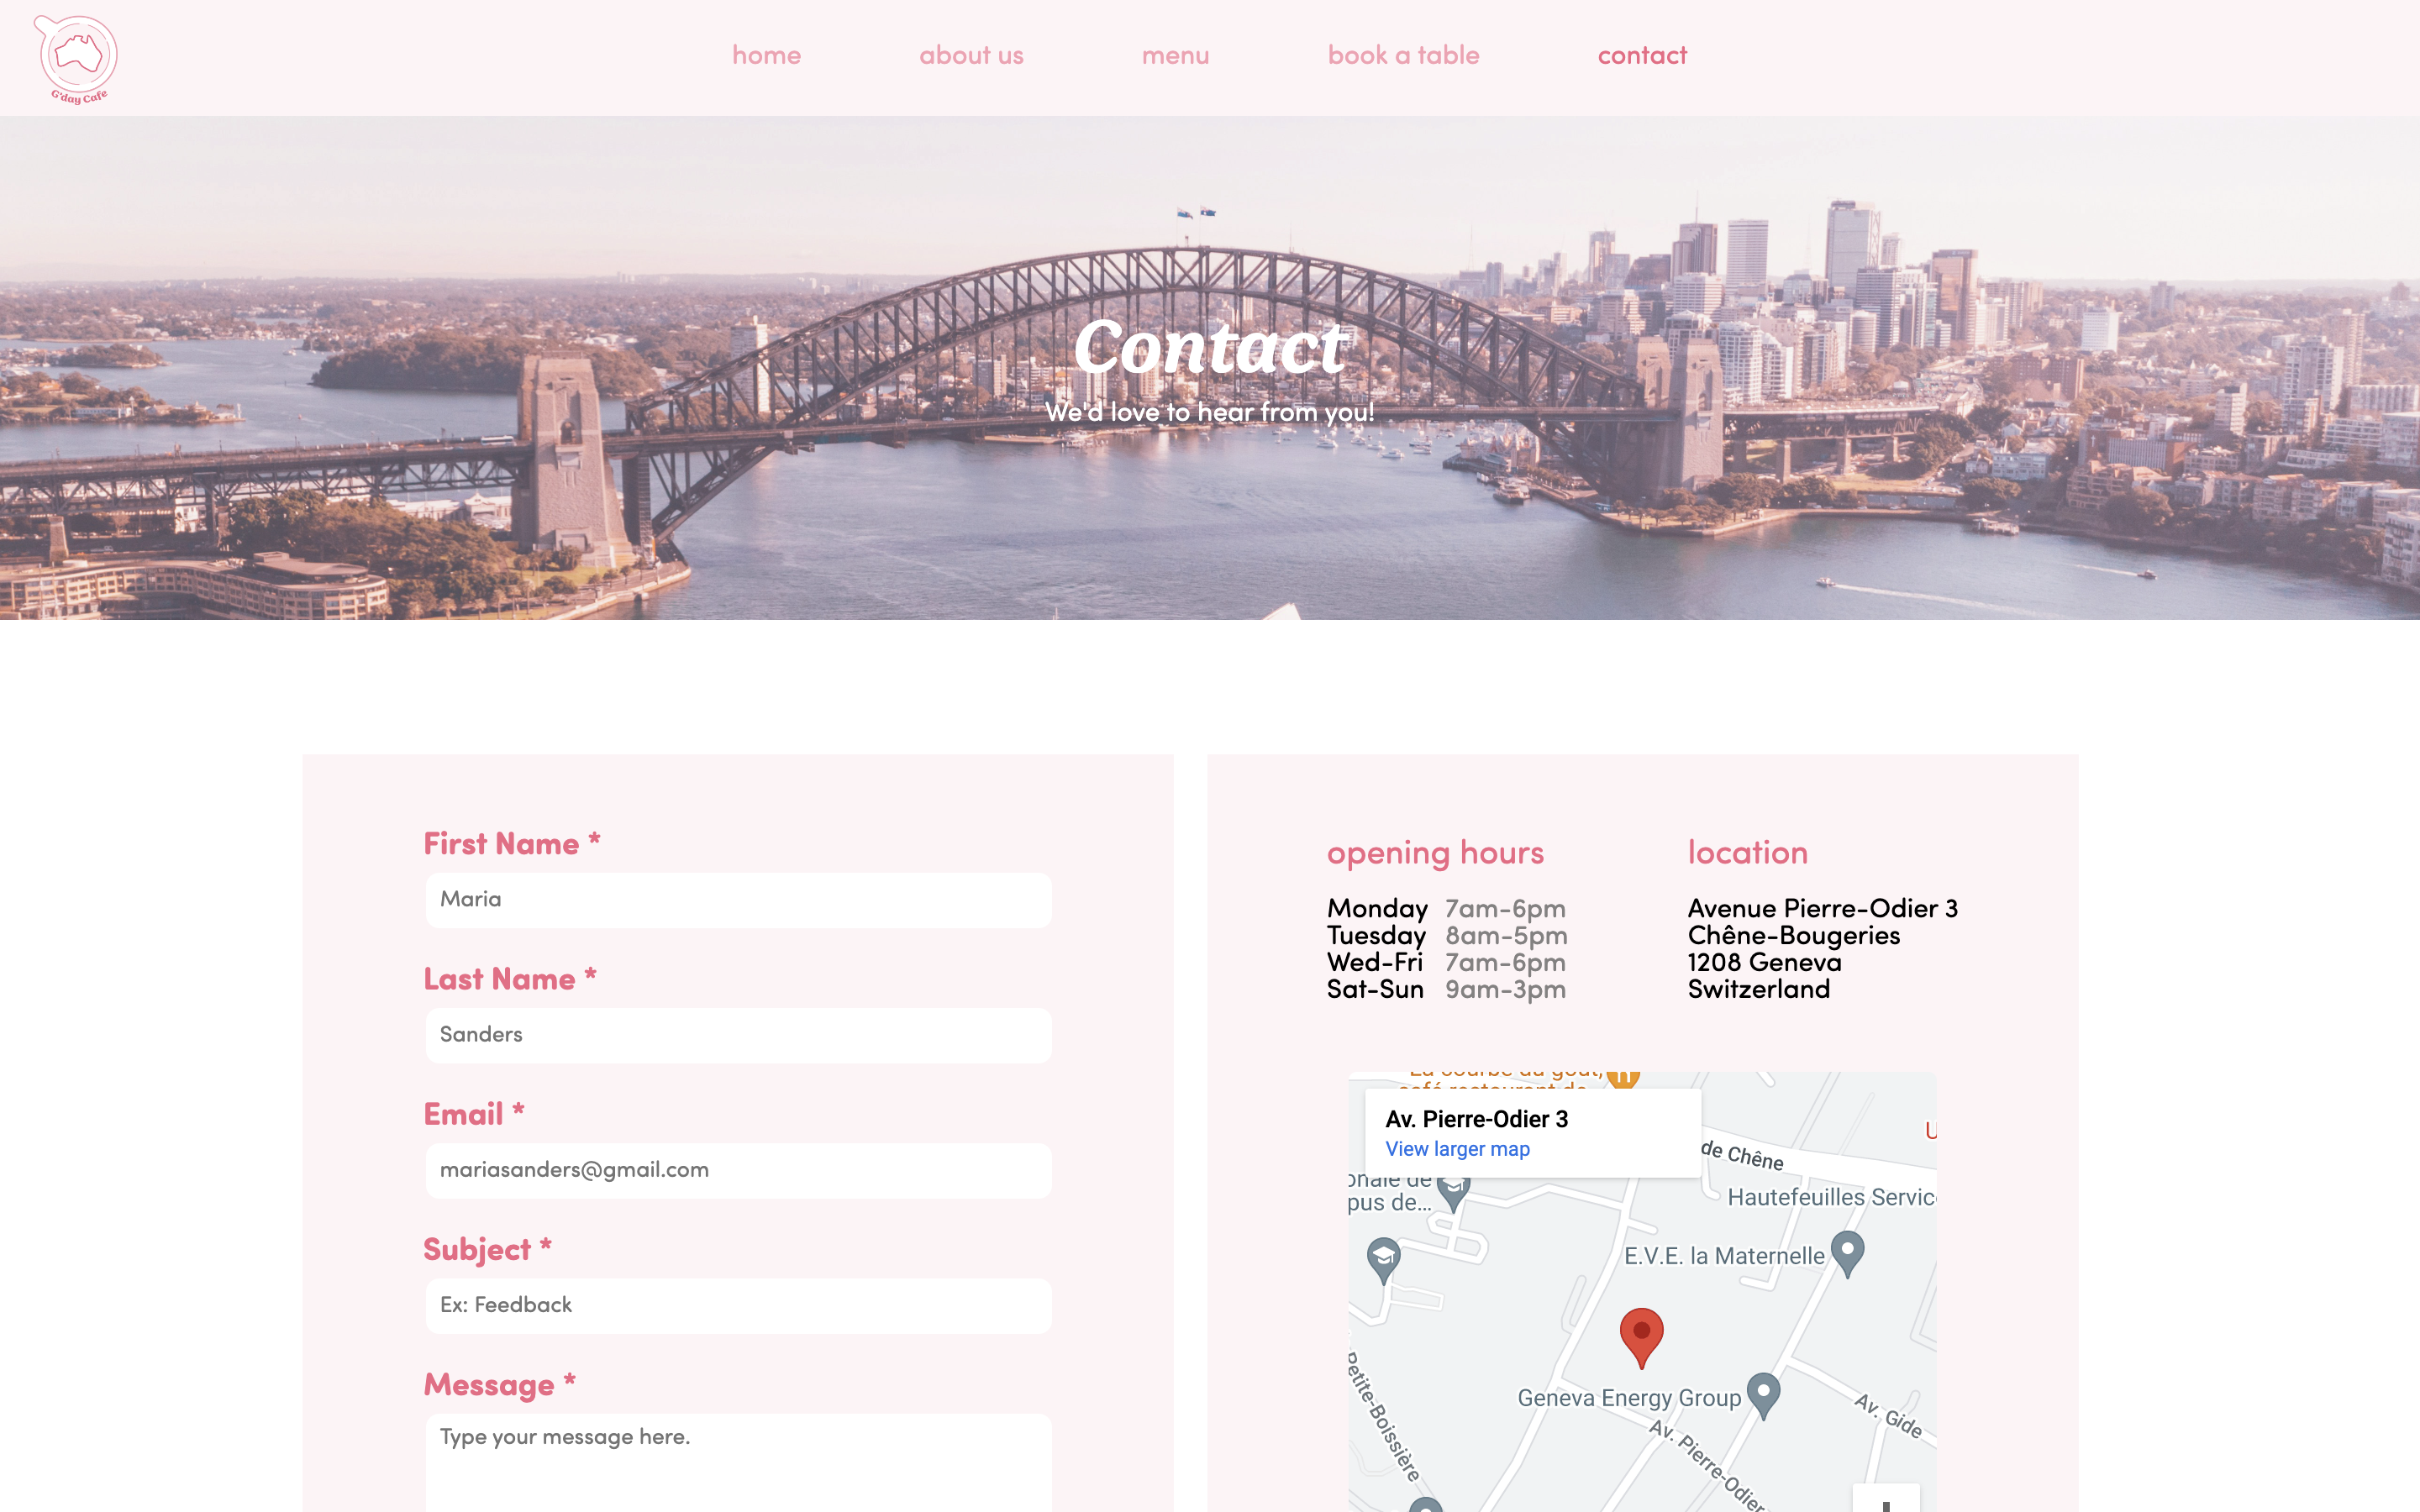 G'day Cafe
home about us menu book a table contact
Contact
We'd love to hear from you!
First Name *
Maria
Last Name *
Sanders
Email *
mariasanders@gmail.com
Subject *
Ex: Feedback
Message *
Type your message here.
opening hours
Monday 7am-6pm
Tuesday 8am-5pm
Wed-Fri 7am-6pm
Sat-Sun 9am-3pm
location
Avenue Pierre-Odier 3
Chêne-Bougeries
1208 Geneva
Switzerland
Av. Pierre-Odier 3
View larger map
de Chêne
pus de...
Hautefeuilles Servic
E.V.E. la Maternelle
Geneva Energy Group
Petite-Boissière
Av. Gide
Av. Pierre-Odier